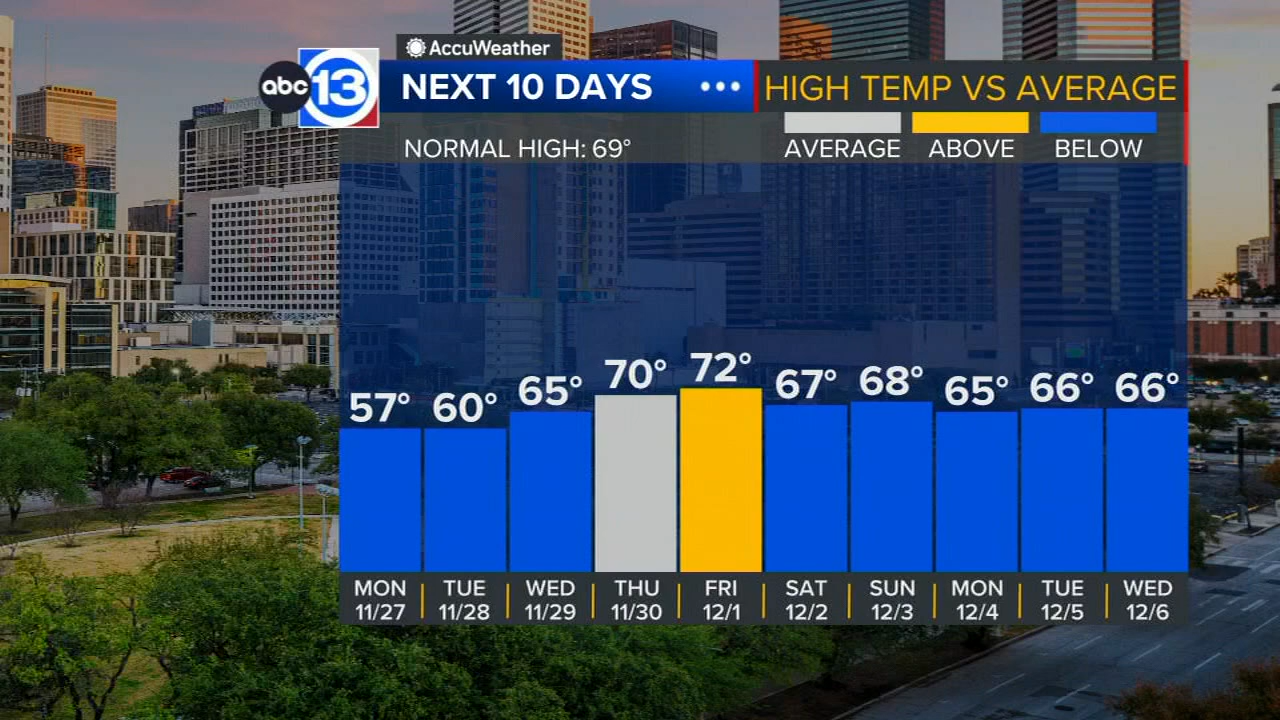 AccuWeather
abc 13
NEXT 10 DAYS ••• HIGH TEMP VS AVERAGE
NORMAL HIGH: 69° AVERAGE ABOVE BELOW
57° 60° 65° 70° 72° 67° 68° 65° 66° 66°
MON TUE WED THU FRI SAT SUN MON TUE WED
11/27 11/28 11/29 11/30 12/1 12/2 12/3 12/4 12/5 12/6